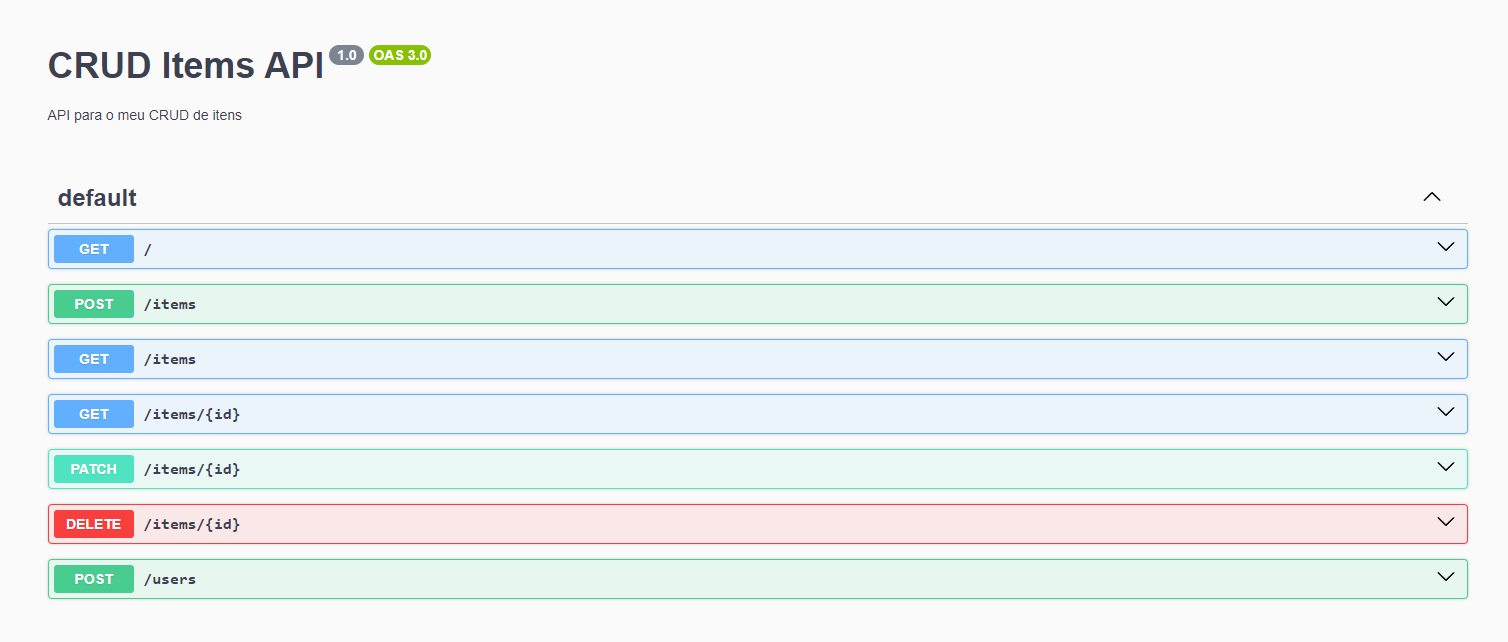 CRUD Items API 1.0 OAS 3.0
API para o meu CRUD de itens
default
GET /
POST /items
GET /items
GET /items/{id}
PATCH /items/{id}
DELETE /items/{id}
POST /users